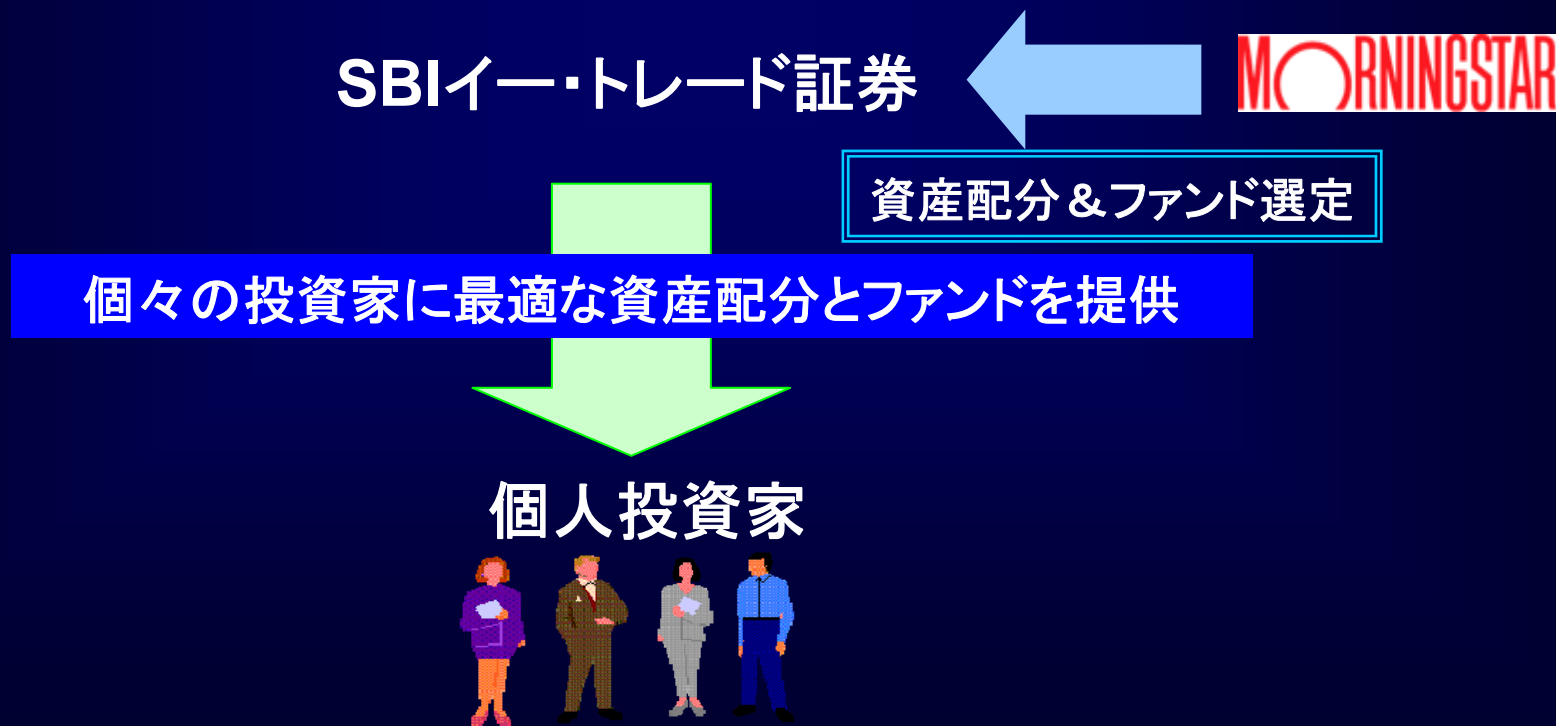 SBIイー・トレード証券
MORNINGSTAR
資産配分&ファンド選定
個々の投資家に最適な資産配分とファンドを提供
個人投資家